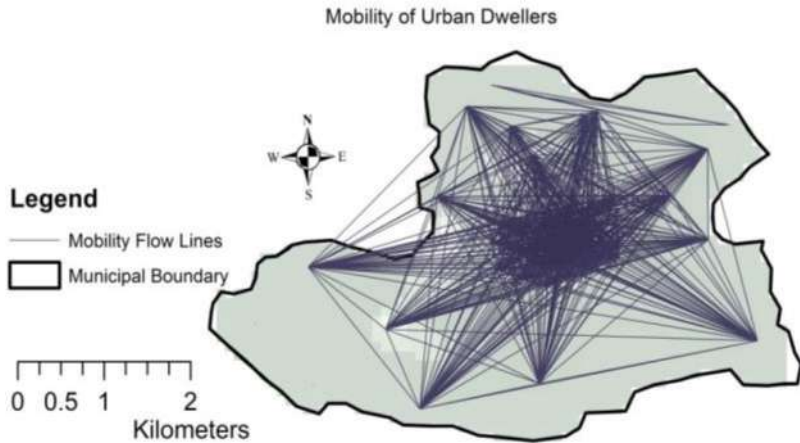 Mobility of Urban Dwellers
N
W E
S
Legend
Mobility Flow Lines
Municipal Boundary
0 0.5 1 2
Kilometers